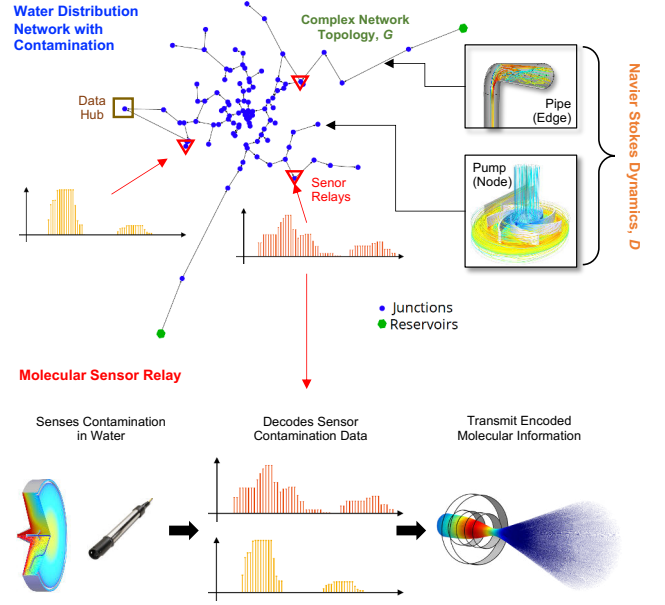 Water Distribution
Network with
Contamination
Complex Network
Topology, G
Data
Hub
Senor
Relays
Pipe
(Edge)
Pump
(Node)
Navier Stokes Dynamics, D
Junctions
Reservoirs
Molecular Sensor Relay
Senses Contamination
in Water
Decodes Sensor
Contamination Data
Transmit Encoded
Molecular Information